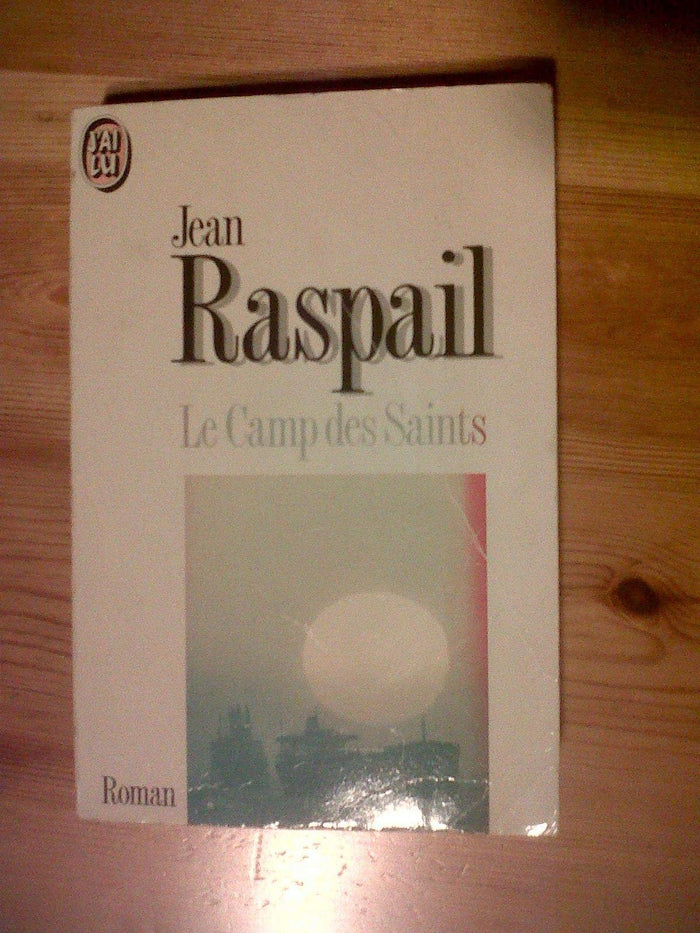 J'AI
LU
Jean
Raspail
Le Camp des Saints
Roman